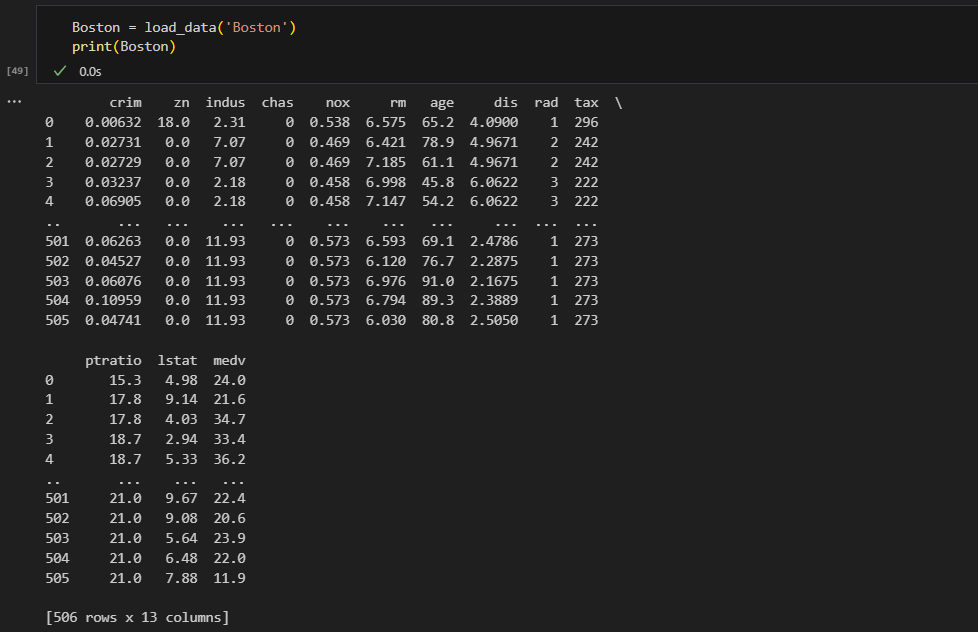 Boston = load_data('Boston')
print(Boston)
[49]
0.0s
...
crim zn indus chas nox rm age dis rad tax \
0 0.00632 18.0 2.31 0 0.538 6.575 65.2 4.0900 1 296
1 0.02731 0.0 7.07 0 0.469 6.421 78.9 4.9671 2 242
2 0.02729 0.0 7.07 0 0.469 7.185 61.1 4.9671 2 242
3 0.03237 0.0 2.18 0 0.458 6.998 45.8 6.0622 3 222
4 0.06905 0.0 2.18 0 0.458 7.147 54.2 6.0622 3 222
.. ... ... ... ... ... ... ... ... ... ...
501 0.06263 0.0 11.93 0 0.573 6.593 69.1 2.4786 1 273
502 0.04527 0.0 11.93 0 0.573 6.120 76.7 2.2875 1 273
503 0.06076 0.0 11.93 0 0.573 6.976 91.0 2.1675 1 273
504 0.10959 0.0 11.93 0 0.573 6.794 89.3 2.3889 1 273
505 0.04741 0.0 11.93 0 0.573 6.030 80.8 2.5050 1 273
ptratio lstat medv
0 15.3 4.98 24.0
1 17.8 9.14 21.6
2 17.8 4.03 34.7
3 18.7 2.94 33.4
4 18.7 5.33 36.2
.. ... ... ...
501 21.0 9.67 22.4
502 21.0 9.08 20.6
503 21.0 5.64 23.9
504 21.0 6.48 22.0
505 21.0 7.88 11.9
[506 rows x 13 columns]